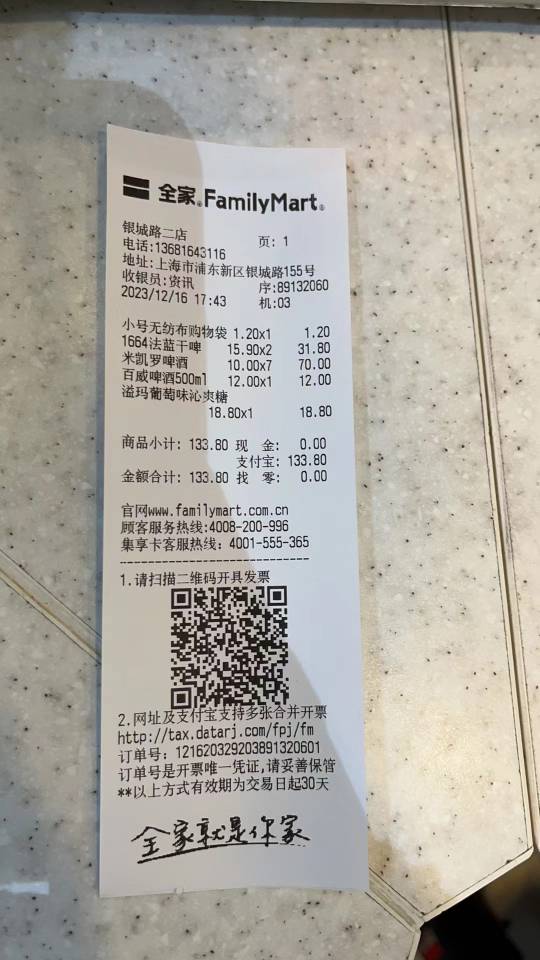 全家®FamilyMart®
银城路二店
电话:13681643116 页: 1
地址:上海市浦东新区银城路155号
收银员:资讯 序:89132060
2023/12/16 17:43 机:03
小号无纺布购物袋 1.20x1 1.20
1664法蓝干啤 15.90x2 31.80
米凯罗啤酒 10.00x7 70.00
百威啤酒500ml 12.00x1 12.00
溢玛葡萄味沁爽糖
18.80x1 18.80
商品小计: 133.80 现 金: 0.00
支付宝: 133.80
金额合计: 133.80 找 零: 0.00
官网www.familymart.com.cn
顾客服务热线:4008-200-996
集享卡客服热线: 4001-555-365
------------------------------
1.请扫描二维码开具发票
2.网址及支付宝支持多张合并开票
http://tax.datarj.com/fpj/fm
订单号: 121620329203891320601
订单号是开票唯一凭证,请妥善保管
**以上方式有效期为交易日起30天
全家就是你家